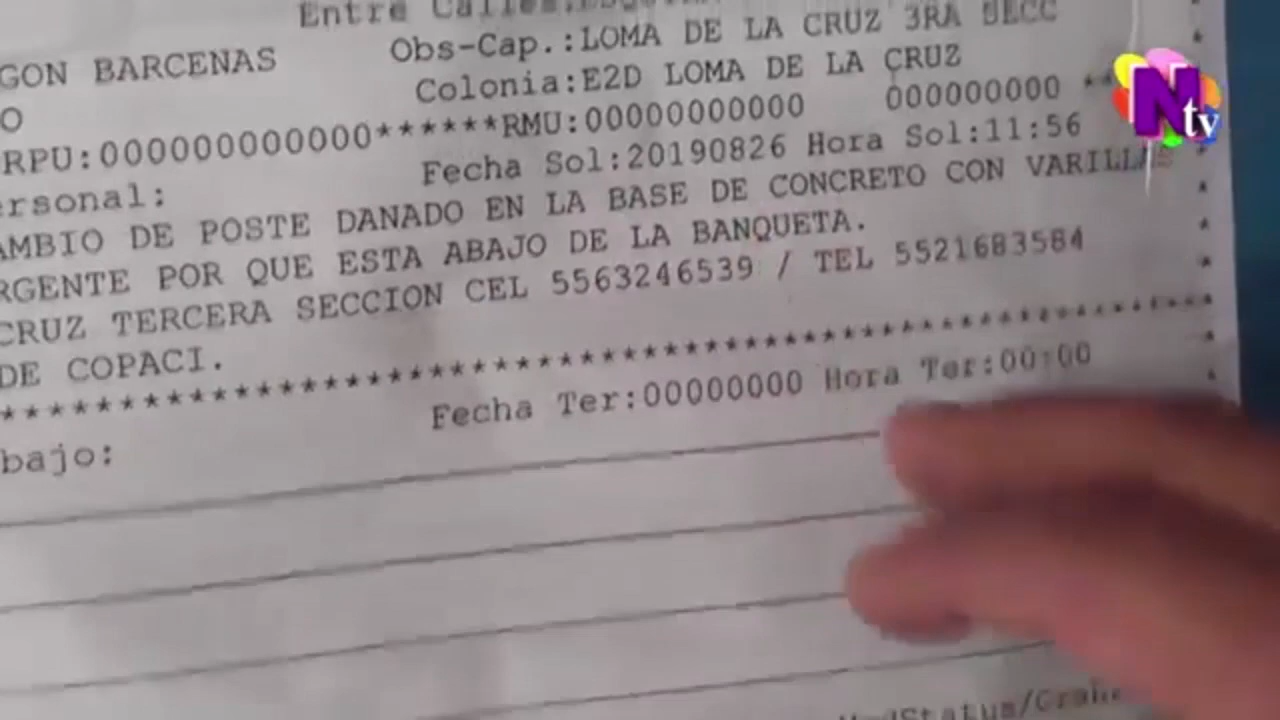 Entre Calles:
GON BARCENAS Obs-Cap.:LOMA DE LA CRUZ 3RA SECC
O Colonia:E2D LOMA DE LA CRUZ
RPU:000000000000******RMU:00000000000 000000000 **
ersonal: Fecha Sol:20190826 Hora Sol:11:56
AMBIO DE POSTE DANADO EN LA BASE DE CONCRETO CON VARILLAS
RGENTE POR QUE ESTA ABAJO DE LA BANQUETA.
CRUZ TERCERA SECCION CEL 5563246539 / TEL 5521683584
DE COPACI.
Fecha Ter:00000000 Hora Ter:00:00
bajo:
Ntv